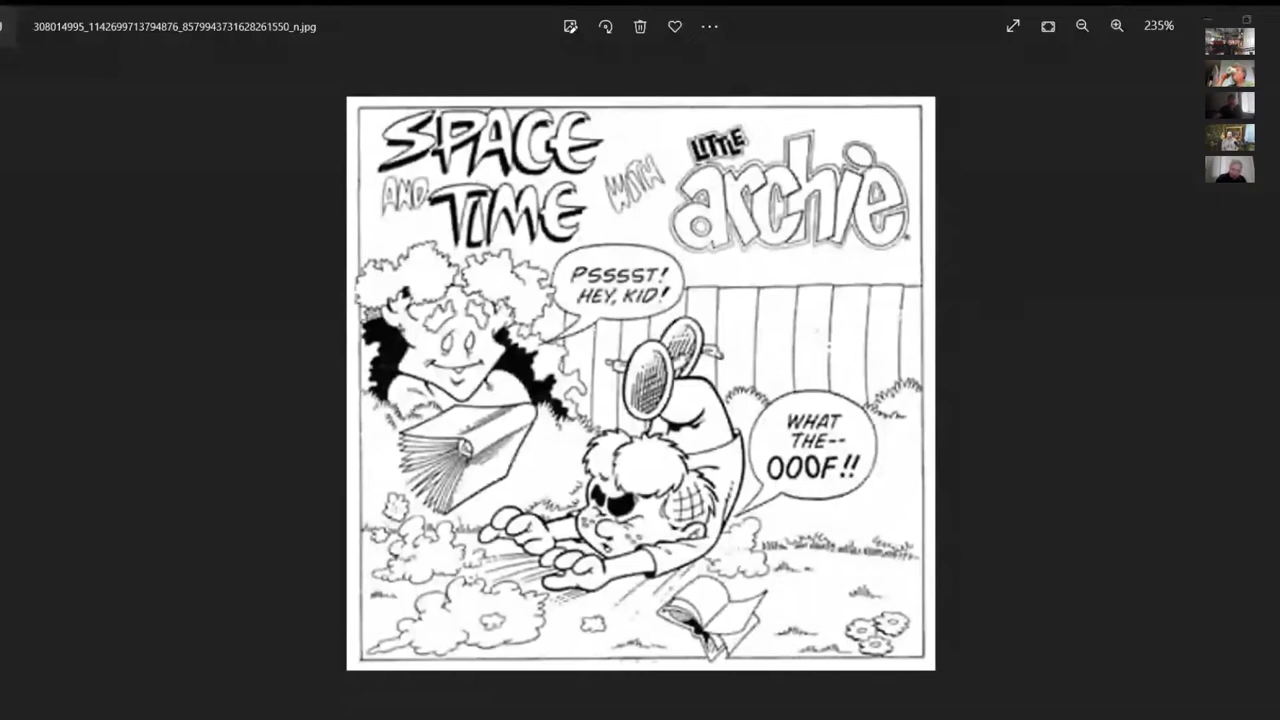 308014995_1142699713794876_8579943731628261550_n.jpg
235%
SPACE
AND TIME
WITH
LITTLE
archie
PSSSST!
HEY, KID!
WHAT
THE--
OOOF!!